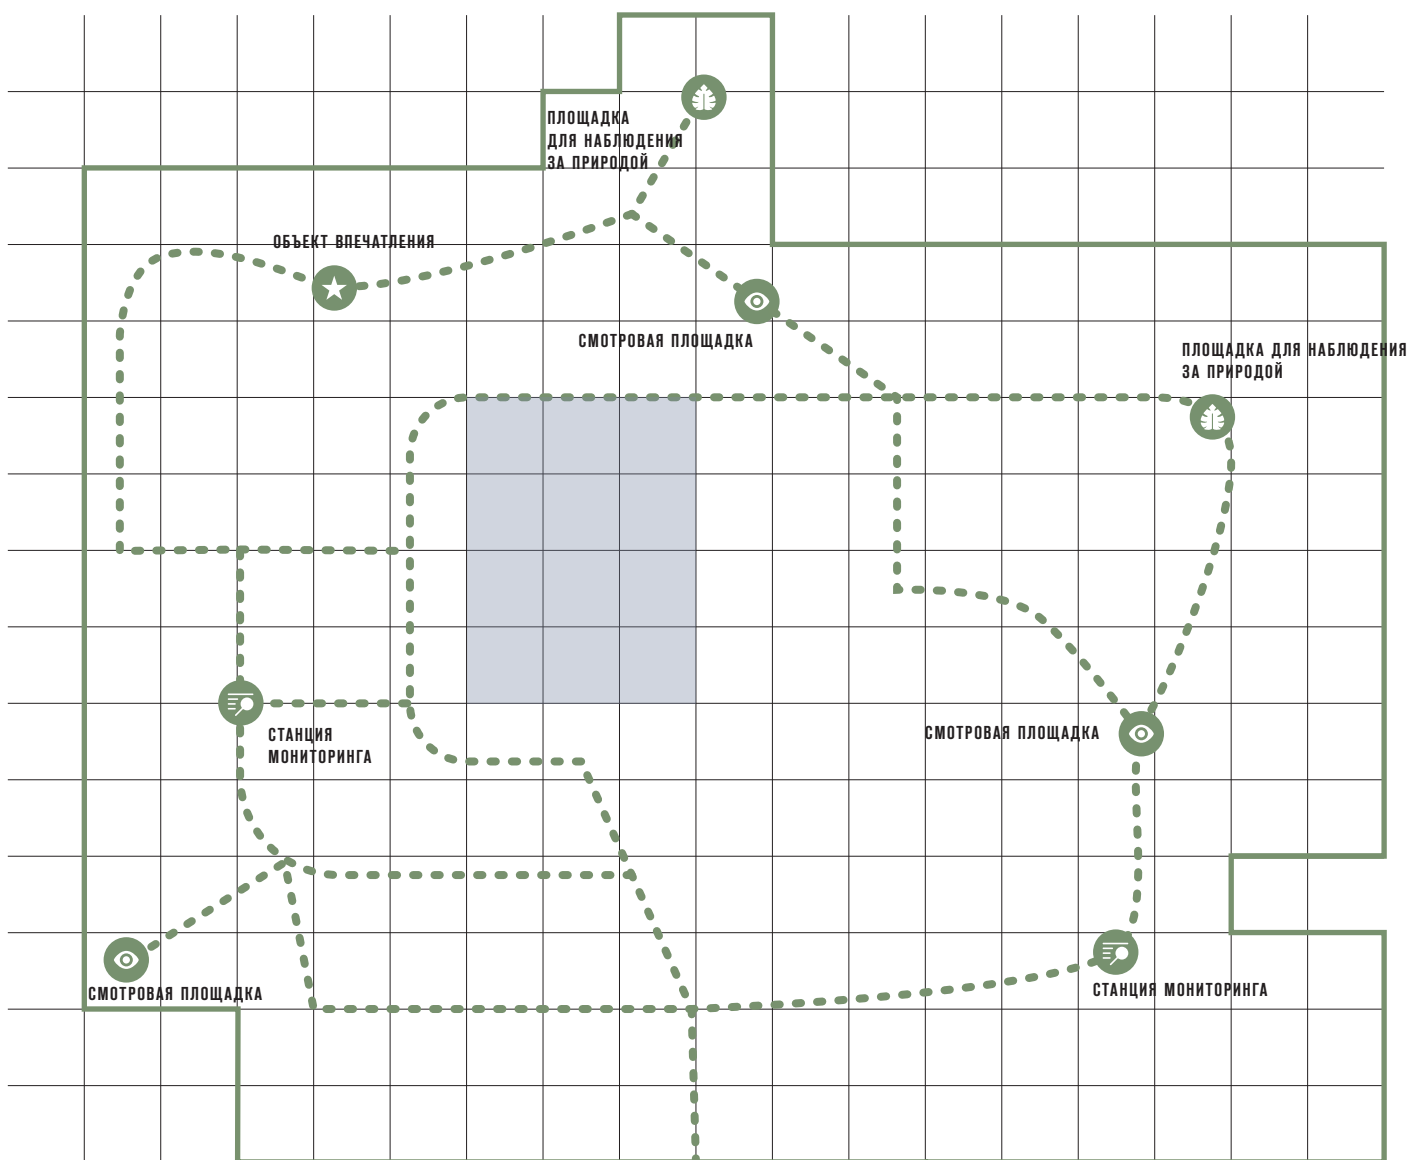 ПЛОЩАДКА
ДЛЯ НАБЛЮДЕНИЯ
ЗА ПРИРОДОЙ
ОБЪЕКТ ВПЕЧАТЛЕНИЯ
СМОТРОВАЯ ПЛОЩАДКА
ПЛОЩАДКА ДЛЯ НАБЛЮДЕНИЯ
ЗА ПРИРОДОЙ
СТАНЦИЯ
МОНИТОРИНГА
СМОТРОВАЯ ПЛОЩАДКА
СМОТРОВАЯ ПЛОЩАДКА
СТАНЦИЯ МОНИТОРИНГА